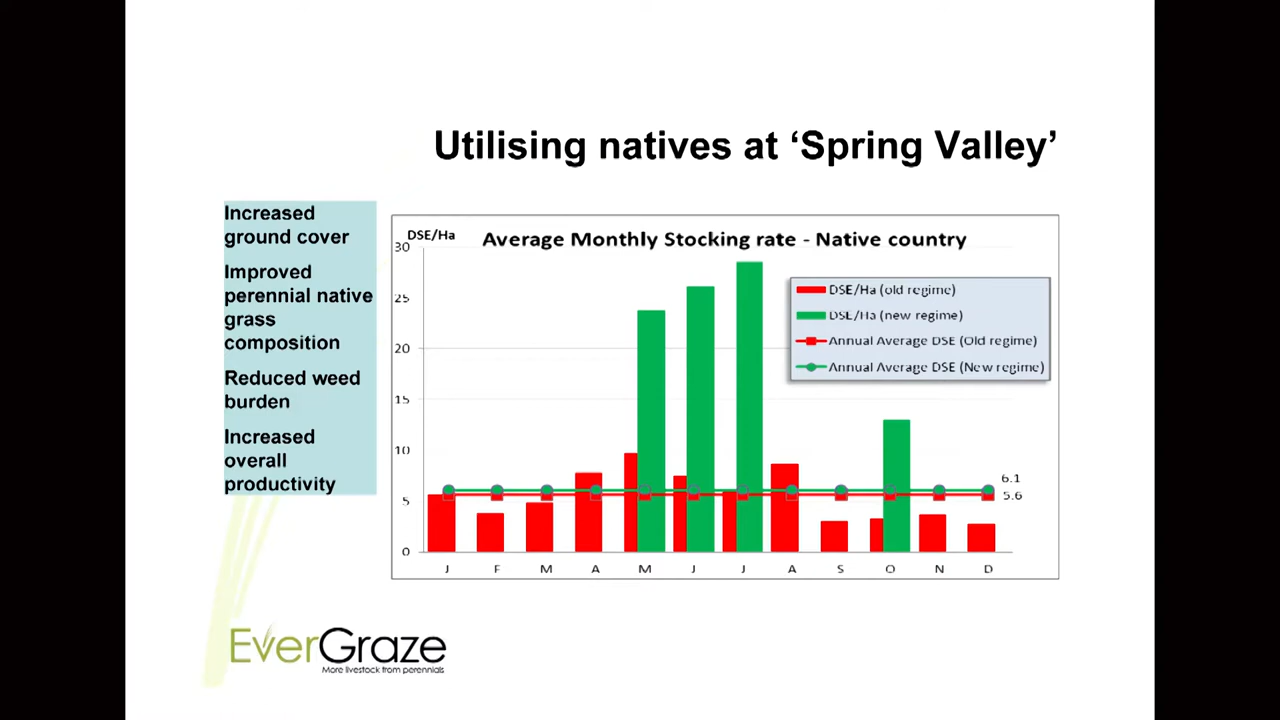 Utilising natives at ‘Spring Valley’
Increased
ground cover
Improved
perennial native
grass
composition
Reduced weed
burden
Increased
overall
productivity
DSE/Ha
Average Monthly Stocking rate - Native country
30
25
20
15
10
5
0
DSE/Ha (old regime)
DSE/Ha (new regime)
Annual Average DSE (Old regime)
Annual Average DSE (New regime)
6.1
5.6
J F M A M J J A S O N D
EverGraze
More livestock from perennials